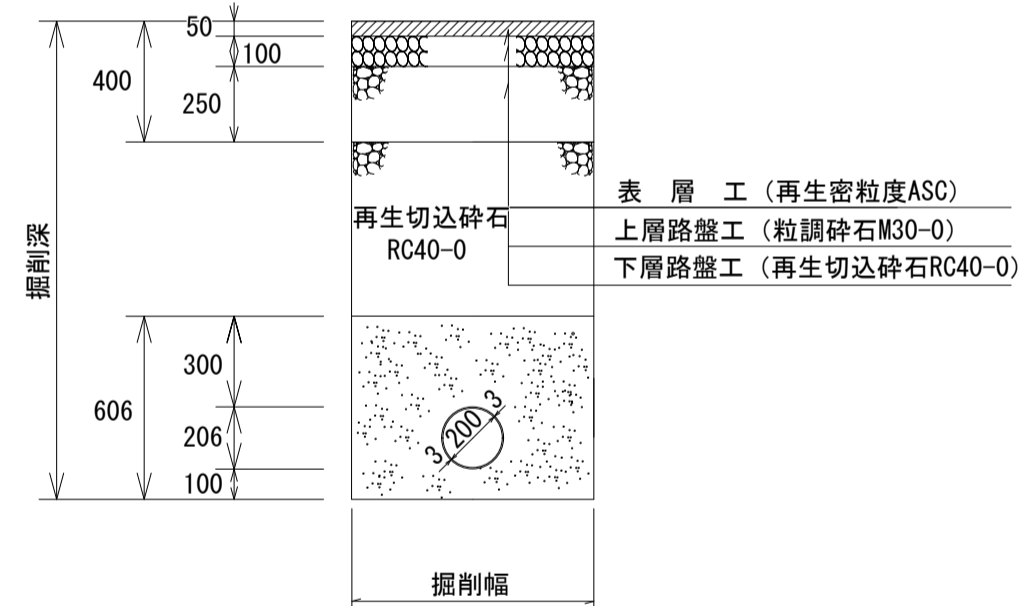 50
100
400
250
表 層 工（再生密粒度ASC）
上層路盤工（粒調砕石M30-0）
下層路盤工（再生切込砕石RC40-0）
再生切込砕石
RC40-0
掘削深
300
606
206
100
3 200 3
掘削幅